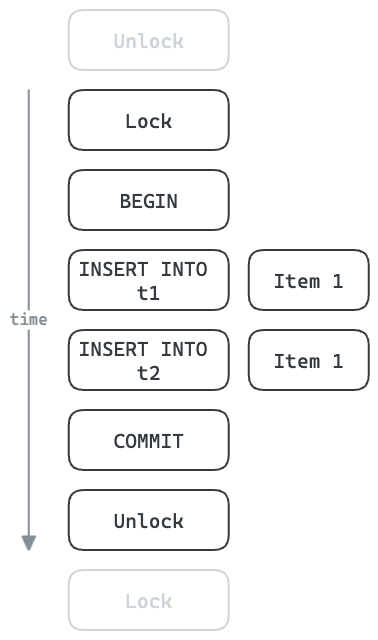 Unlock
Lock
BEGIN
INSERT INTO
t1
Item 1
time
INSERT INTO
t2
Item 1
COMMIT
Unlock
Lock